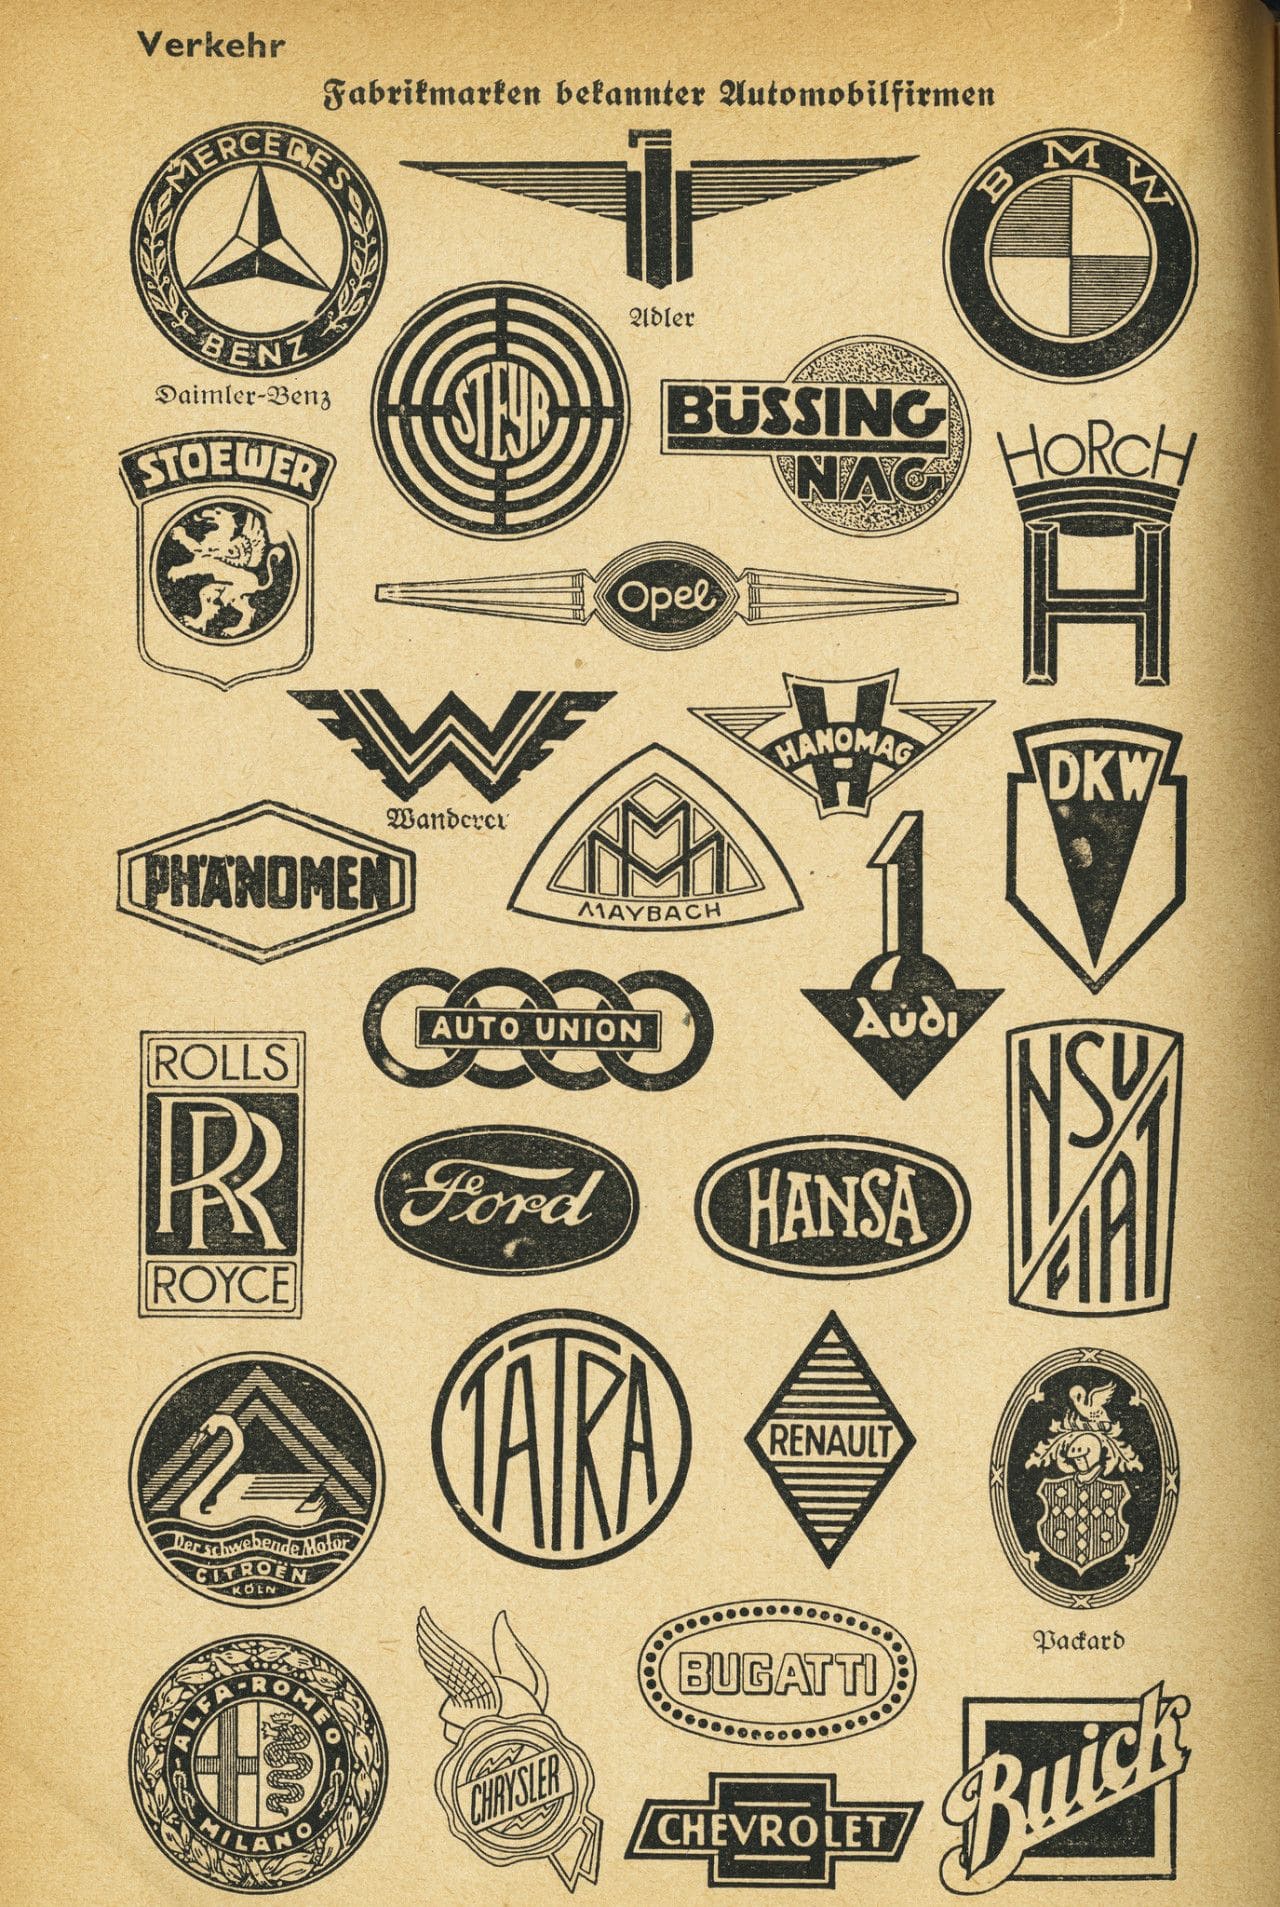 Verkehr
Fabrikmarken bekannter Automobilfirmen
MERCEDES
BENZ
Daimler-Benz
Adler
BMW
STEYR
BÜSSING
NAG
HORCH
H
STOEWER
Opel
W
Wanderer
H
HANOMAG
DKW
PHÄNOMEN
M
MAYBACH
1
Audi
AUTO UNION
ROLLS
RR
ROYCE
Ford
HANSA
NSU
FIAT
Der schwebende Motor
CITROËN
KÖLN
TATRA
RENAULT
Packard
ALFA-ROMEO
MILANO
CHRYSLER
BUGATTI
CHEVROLET
Buick